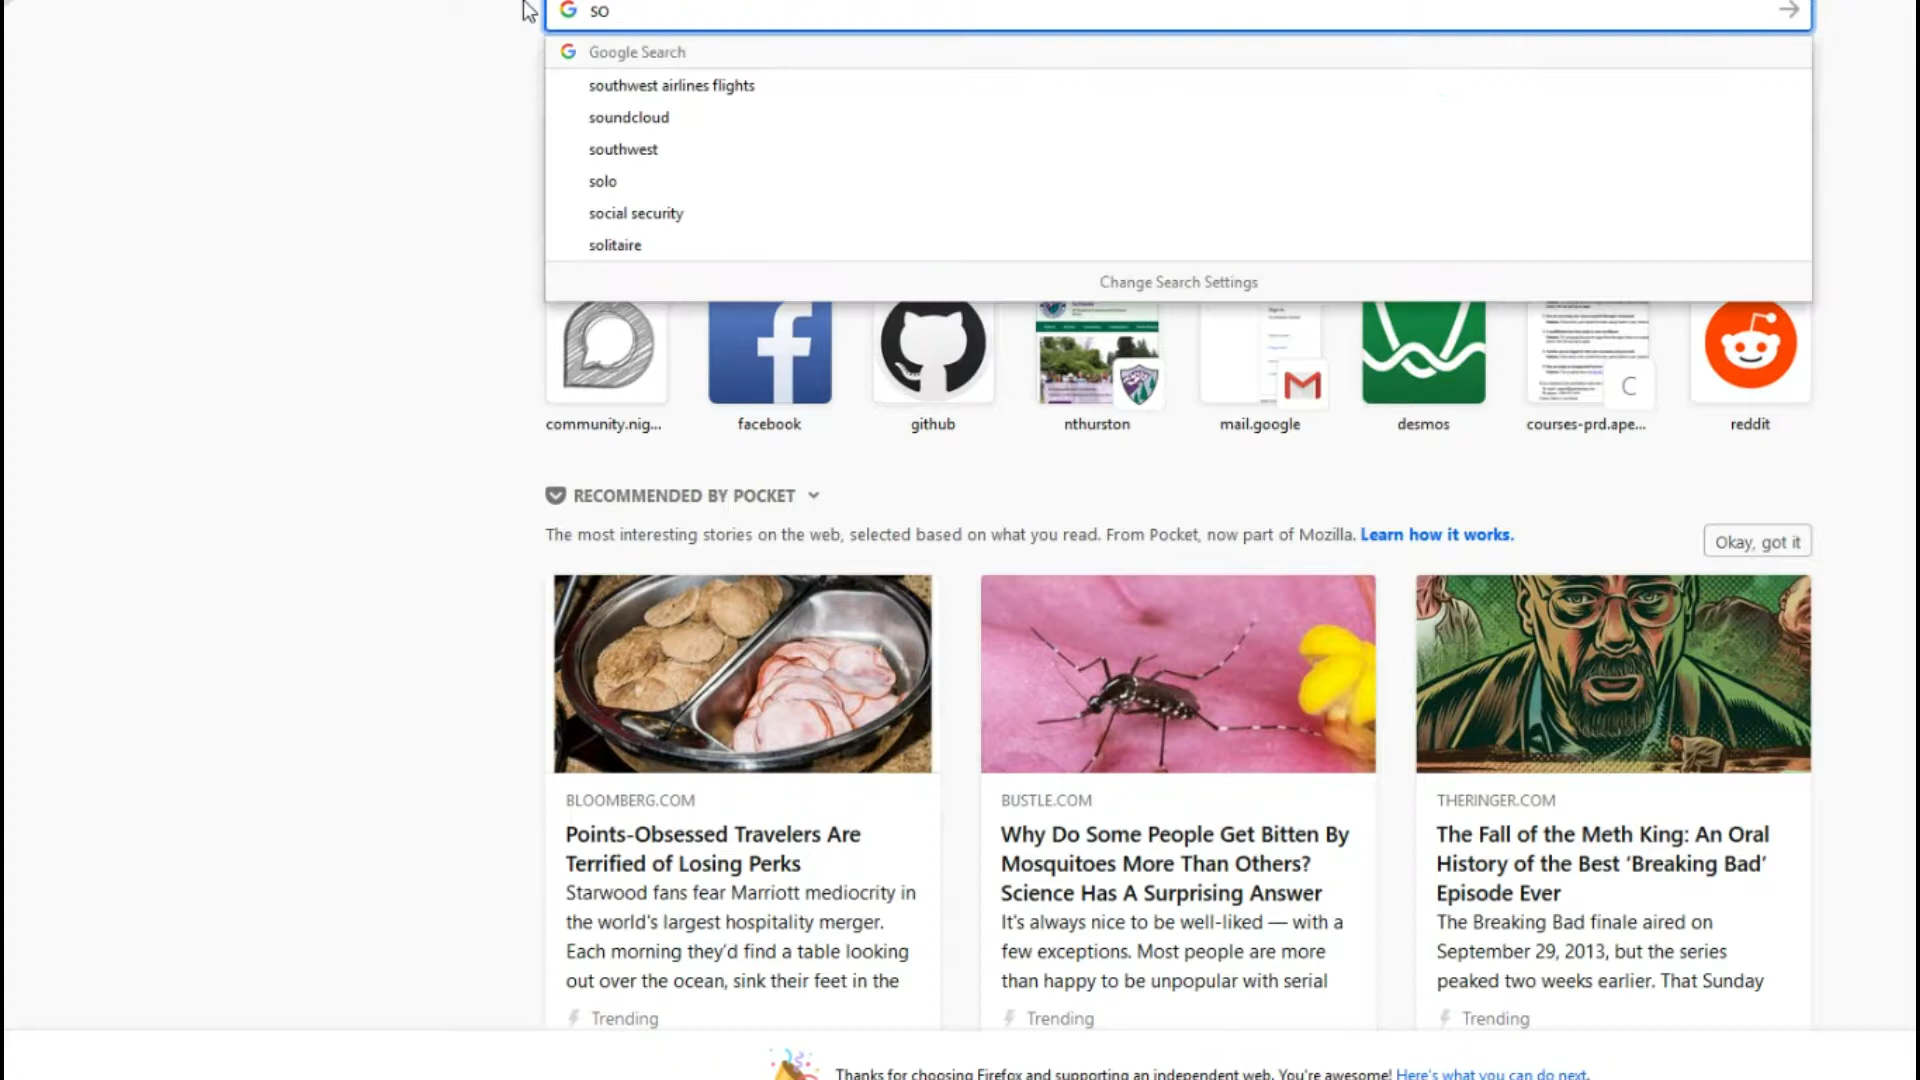 so
Google Search
southwest airlines flights
soundcloud
southwest
solo
social security
solitaire
Change Search Settings
community.nig...
facebook
github
nthurston
mail.google
desmos
C
courses-prd.ape...
reddit
RECOMMENDED BY POCKET
The most interesting stories on the web, selected based on what you read. From Pocket, now part of Mozilla. Learn how it works.
Okay, got it
BLOOMBERG.COM
Points-Obsessed Travelers Are
Terrified of Losing Perks
Starwood fans fear Marriott mediocrity in
the world's largest hospitality merger.
Each morning they'd find a table looking
out over the ocean, sink their feet in the
Trending
BUSTLE.COM
Why Do Some People Get Bitten By
Mosquitoes More Than Others?
Science Has A Surprising Answer
It's always nice to be well-liked — with a
few exceptions. Most people are more
than happy to be unpopular with serial
Trending
THERINGER.COM
The Fall of the Meth King: An Oral
History of the Best ‘Breaking Bad’
Episode Ever
The Breaking Bad finale aired on
September 29, 2013, but the series
peaked two weeks earlier. That Sunday
Trending
Thanks for choosing Firefox and supporting an independent web. You're awesome! Here's what you can do next.